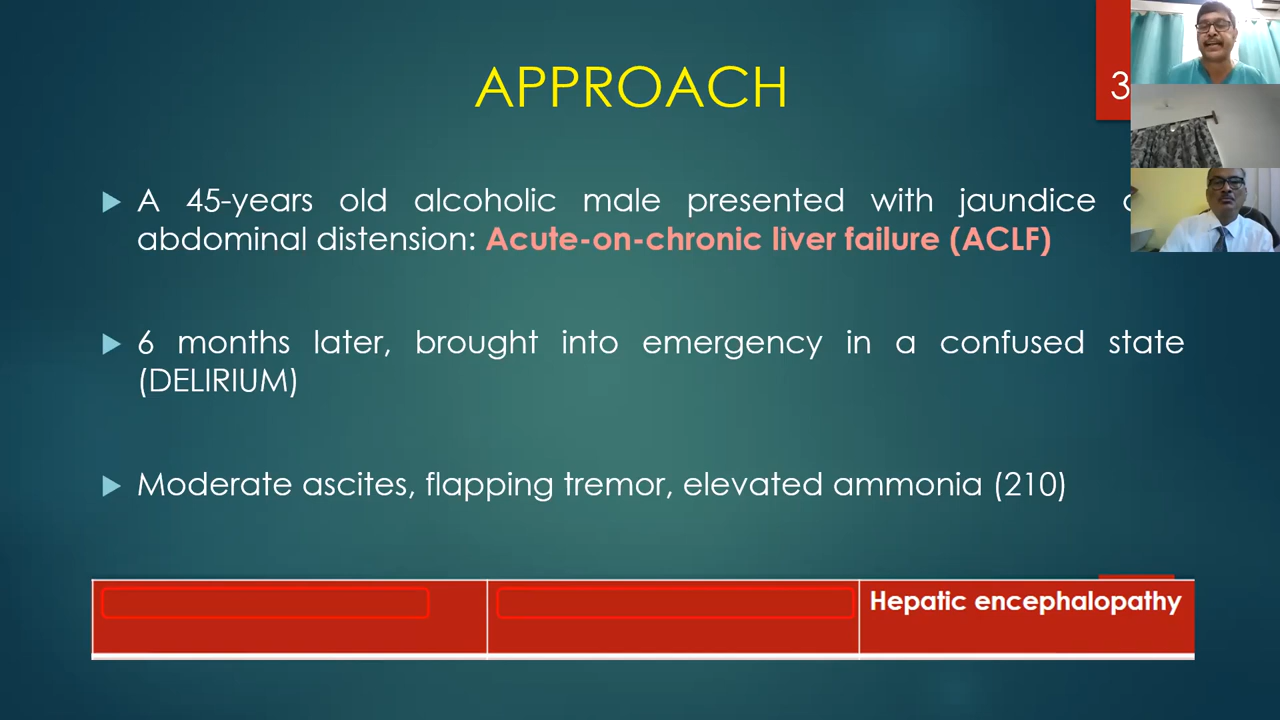 APPROACH
3
A 45-years old alcoholic male presented with jaundice
abdominal distension: Acute-on-chronic liver failure (ACLF)
6 months later, brought into emergency in a confused state
(DELIRIUM)
Moderate ascites, flapping tremor, elevated ammonia (210)
Hepatic encephalopathy